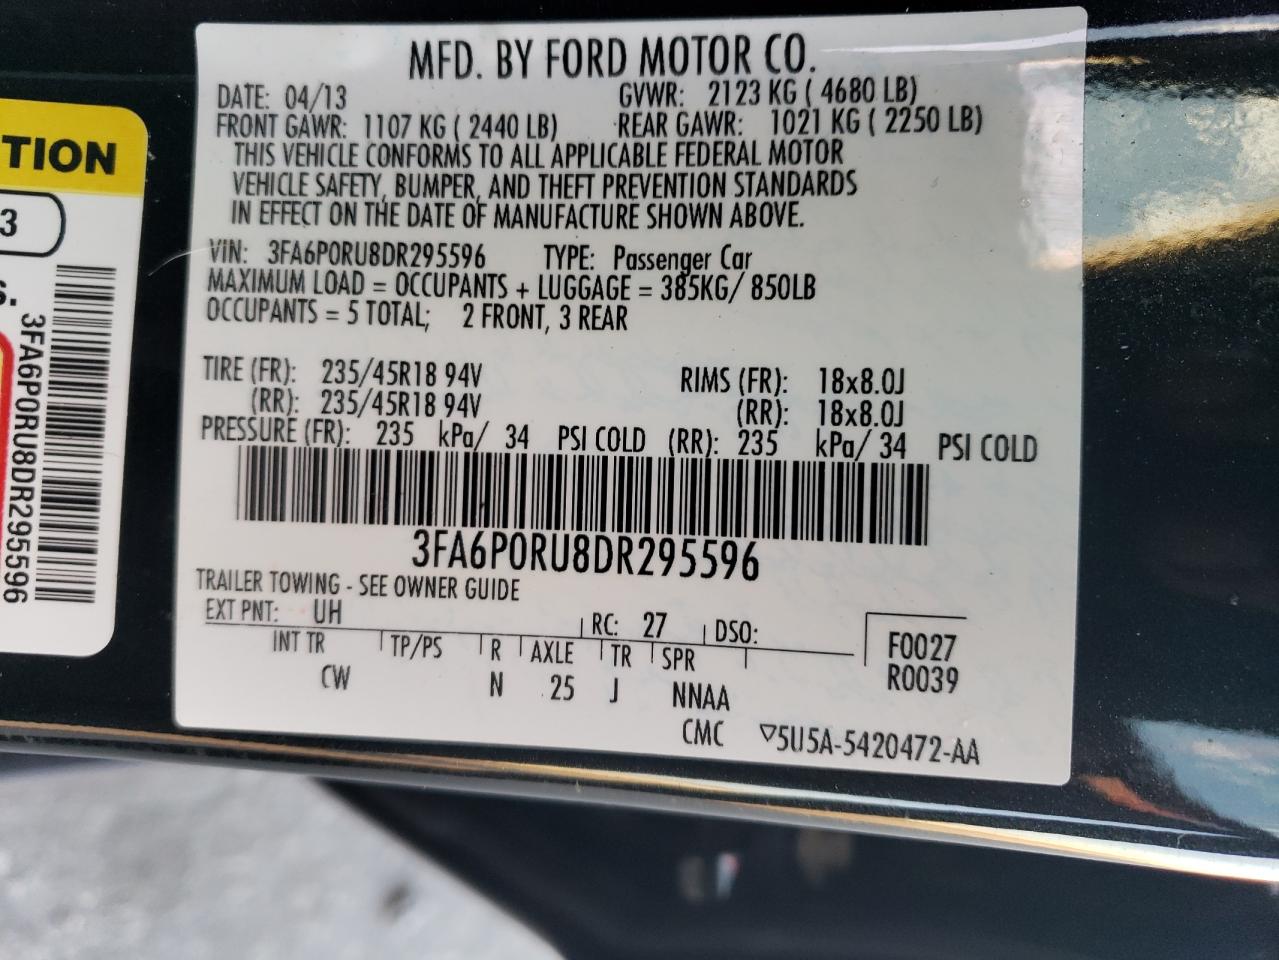 MFD. BY FORD MOTOR CO.
DATE: 04/13 GVWR: 2123 KG ( 4680 LB)
FRONT GAWR: 1107 KG ( 2440 LB) REAR GAWR: 1021 KG ( 2250 LB)
THIS VEHICLE CONFORMS TO ALL APPLICABLE FEDERAL MOTOR
VEHICLE SAFETY, BUMPER, AND THEFT PREVENTION STANDARDS
IN EFFECT ON THE DATE OF MANUFACTURE SHOWN ABOVE.
VIN: 3FA6P0RU8DR295596 TYPE: Passenger Car
MAXIMUM LOAD = OCCUPANTS + LUGGAGE = 385KG/ 850LB
OCCUPANTS = 5 TOTAL; 2 FRONT, 3 REAR
TIRE (FR): 235/45R18 94V RIMS (FR): 18x8.0J
(RR): 235/45R18 94V (RR): 18x8.0J
PRESSURE (FR): 235 kPa/ 34 PSI COLD (RR): 235 kPa/ 34 PSI COLD
3FA6P0RU8DR295596
TRAILER TOWING - SEE OWNER GUIDE
EXT PNT: UH RC: 27 DSO:
INT TR TP/PS R AXLE TR SPR
CW N 25 J NNAA
F0027
R0039
CMC ▽5U5A-5420472-AA
TION
3
s.
3FA6P0RU8DR295596